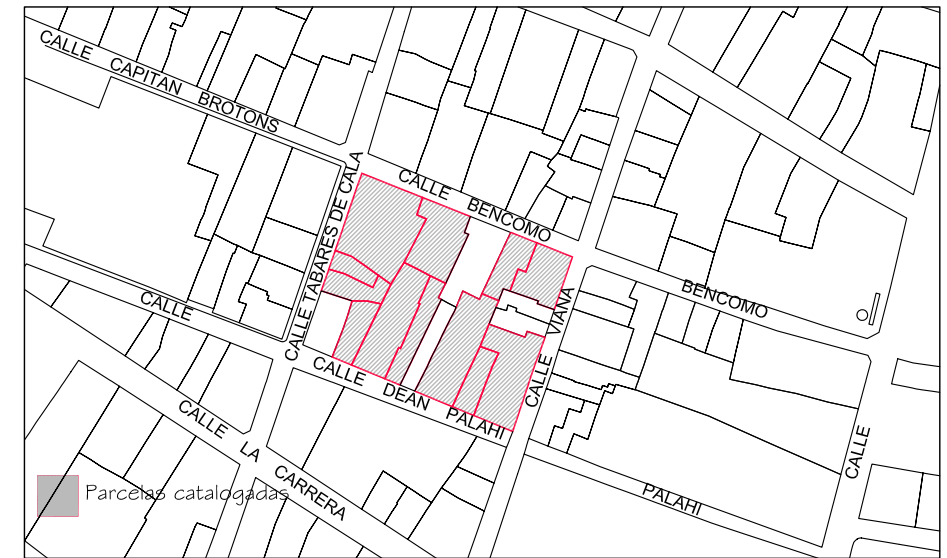 CALLE CAPITAN BROTONS
CALLE TABARES DE CALA
CALLE BENCOMO
BENCOMO
CALLE
CALLE VIANA
CALLE DEAN PALAHI
CALLE LA CARRERA
CALLE
PALAHI
Parcelas catalogadas